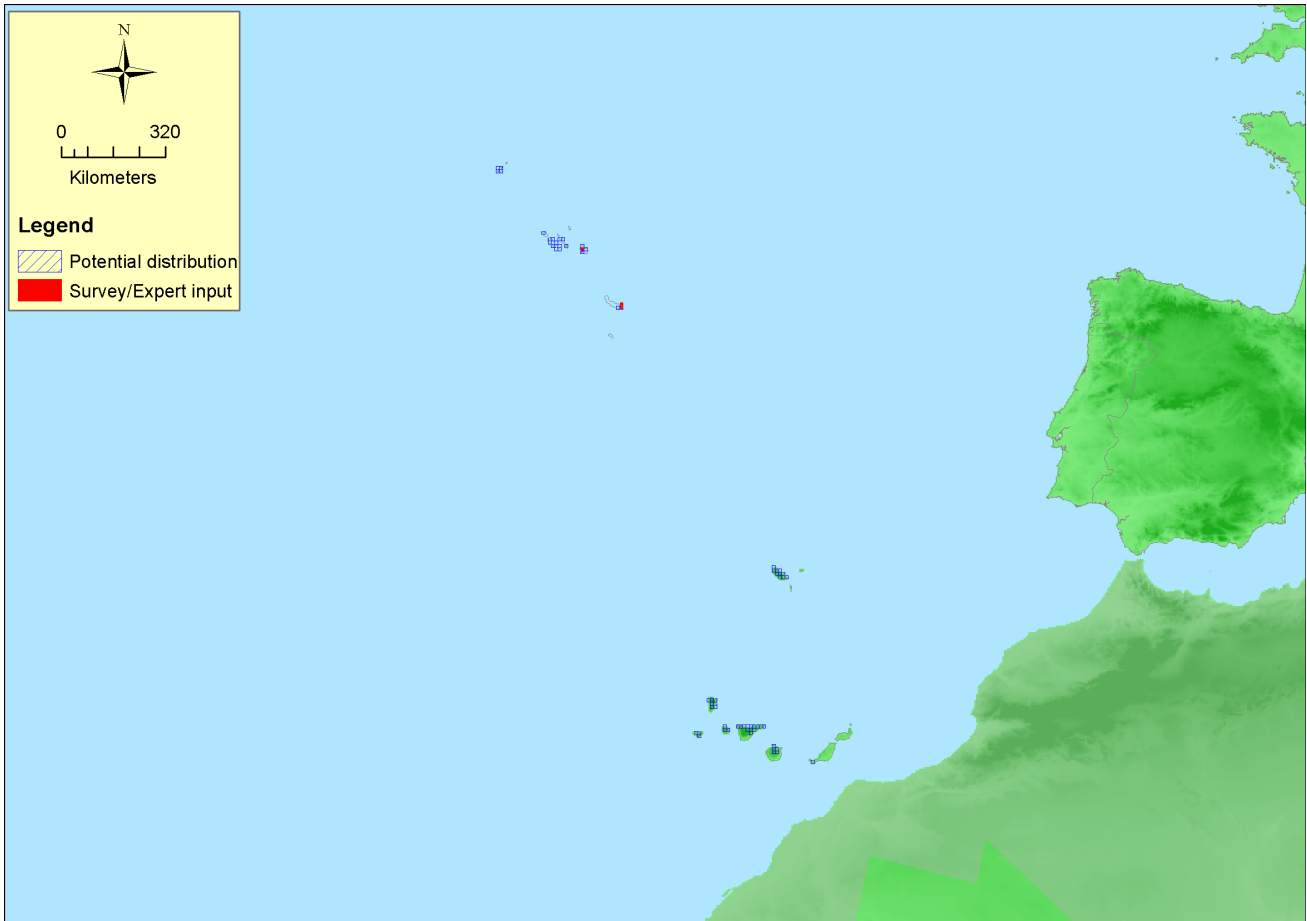 N
0 320
Kilometers
Legend
Potential distribution
Survey/Expert input